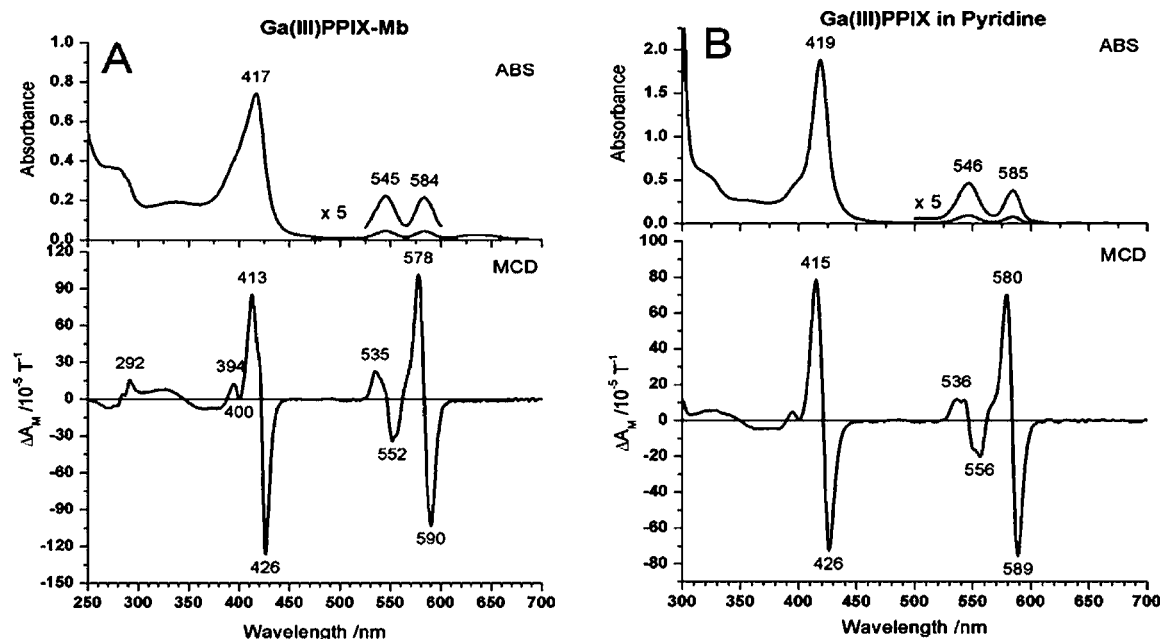 Ga(III)PPIX-Mb
A
ABS
417
545
584
x 5
Absorbance
1.0
0.8
0.6
0.4
0.2
0.0
MCD
120
90
60
30
0
-30
-60
-90
-120
-150
ΔA_M /10^-5 T^-1
292
394
400
413
426
535
552
578
590
250 300 350 400 450 500 550 600 650 700
Wavelength /nm
Ga(III)PPIX in Pyridine
B
ABS
419
546
585
x 5
Absorbance
2.0
1.5
1.0
0.5
0.0
MCD
100
80
60
40
20
0
-20
-40
-60
-80
ΔA_M /10^-5 T^-1
415
426
536
556
580
589
300 350 400 450 500 550 600 650 700
Wavelength /nm